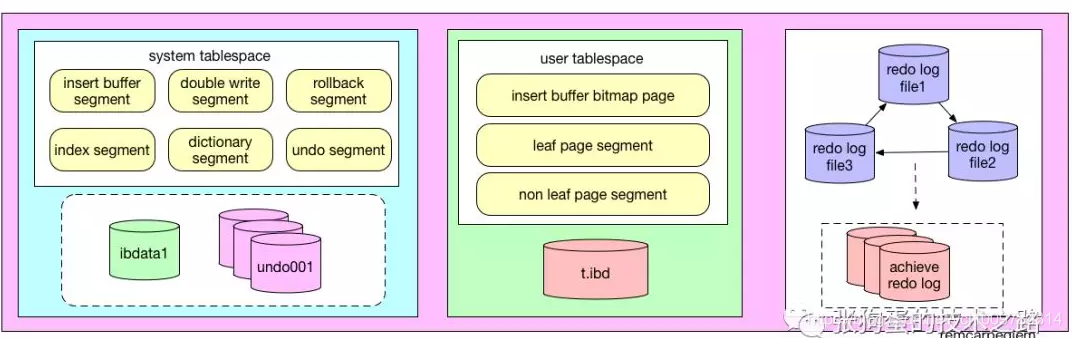 system tablespace
insert buffer
segment
double write
segment
rollback
segment
index segment
dictionary
segment
undo segment
ibdata1
undo001
user tablespace
insert buffer bitmap page
leaf page segment
non leaf page segment
t.ibd
redo log
file1
redo log
file3
redo log
file2
achieve
redo log
张狗蛋的技术之路
remcarpediem